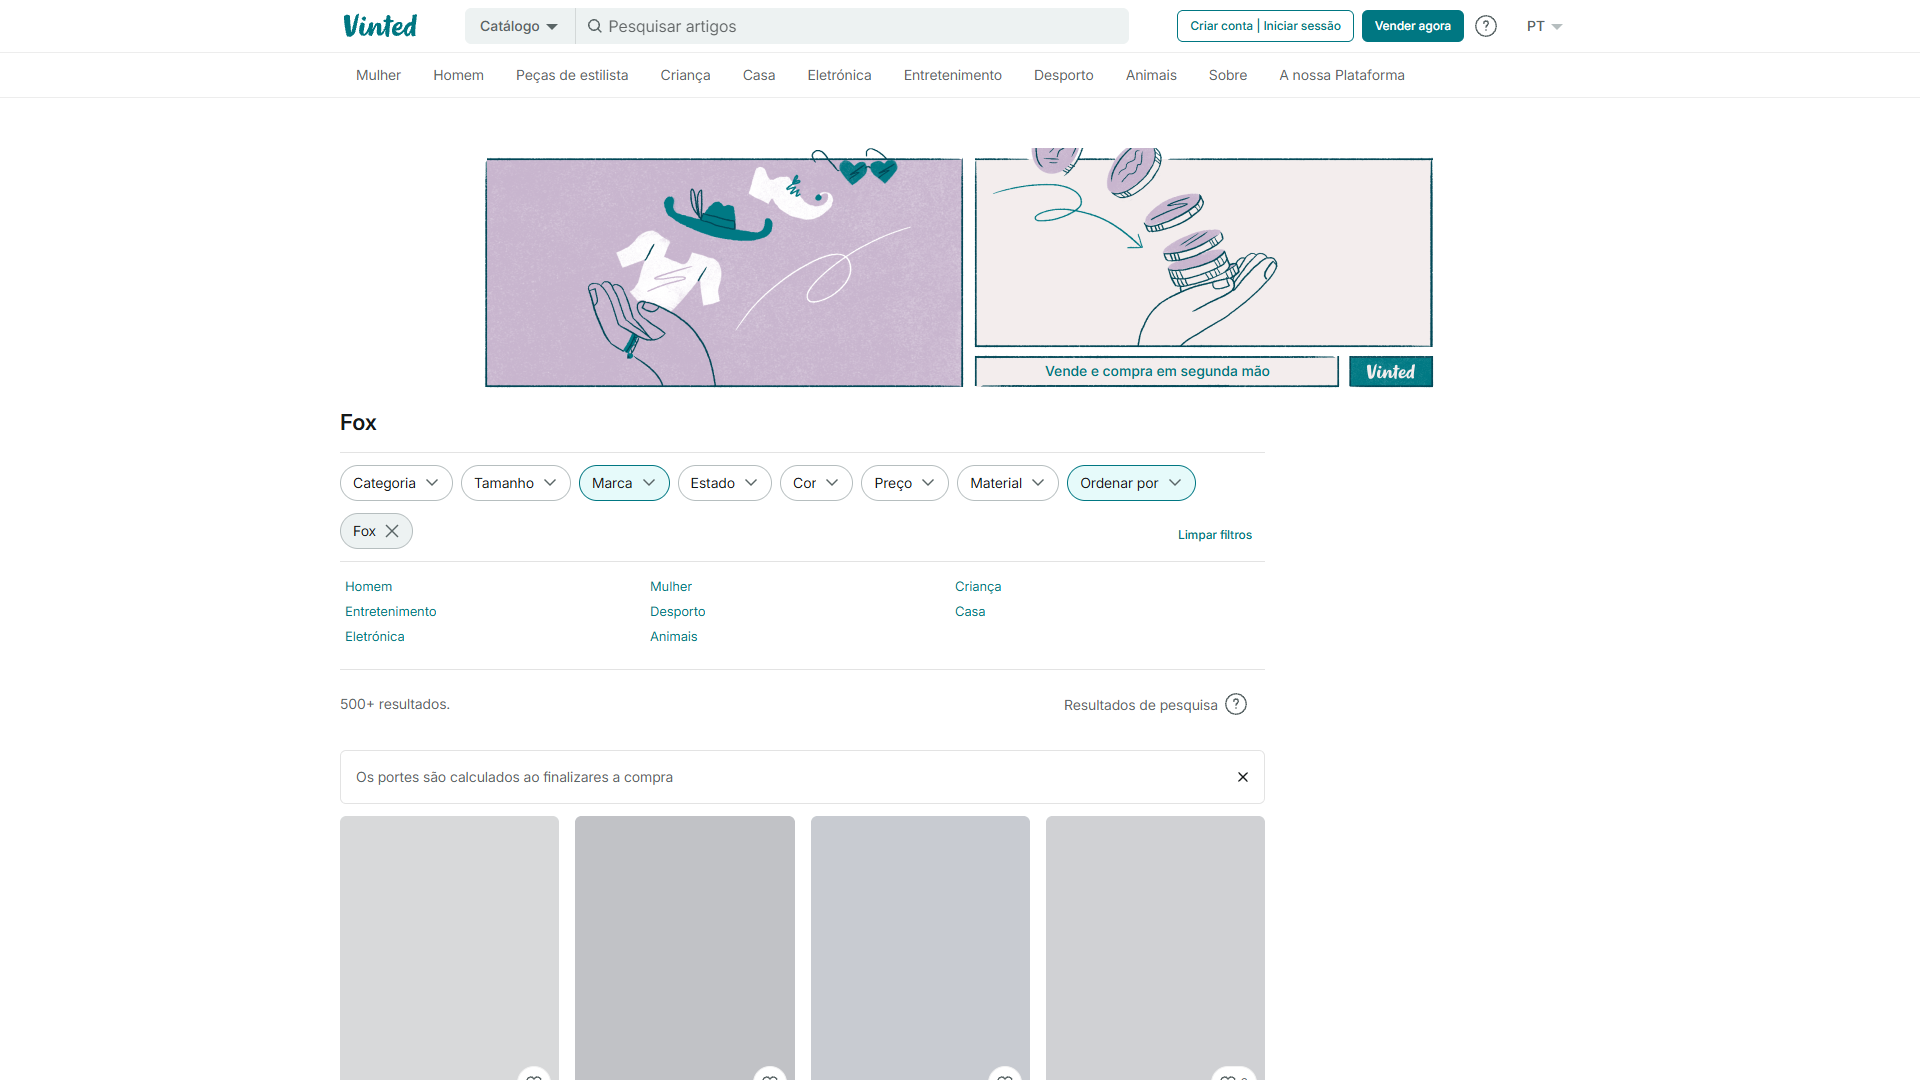 Vinted
Catálogo
Pesquisar artigos
Criar conta | Iniciar sessão
Vender agora
?
PT
Mulher
Homem
Peças de estilista
Criança
Casa
Eletrónica
Entretenimento
Desporto
Animais
Sobre
A nossa Plataforma
Vende e compra em segunda mão
Vinted
Fox
Categoria
Tamanho
Marca
Estado
Cor
Preço
Material
Ordenar por
Fox
Limpar filtros
Homem
Mulher
Criança
Entretenimento
Desporto
Casa
Eletrónica
Animais
500+ resultados.
Resultados de pesquisa
?
Os portes são calculados ao finalizares a compra